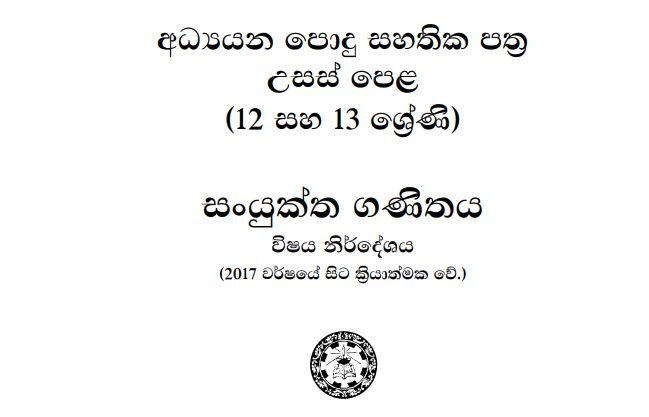 අධ්‍යයන පොදු සහතික පත්‍ර
උසස් පෙළ
(12 සහ 13 ශ්‍රේණි)
සංයුක්ත ගණිතය
විෂය නිර්දේශය
(2017 වර්ෂයේ සිට ක්‍රියාත්මක වේ.)